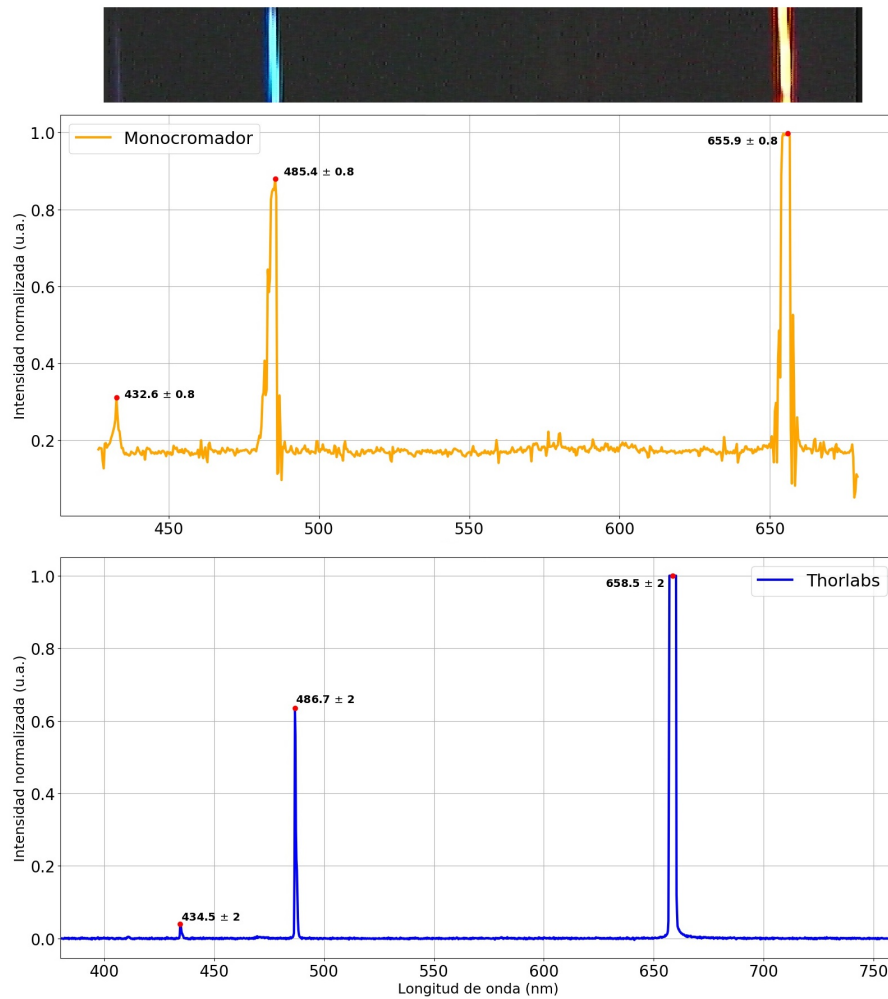 1.0
Monocromador
655.9 ± 0.8
485.4 ± 0.8
0.8
Intensidad normalizada (u.a.)
0.6
0.4
432.6 ± 0.8
0.2
450
500
550
600
650
1.0
658.5 ± 2
Thorlabs
0.8
Intensidad normalizada (u.a.)
486.7 ± 2
0.6
0.4
0.2
434.5 ± 2
0.0
400
450
500
550
600
650
700
750
Longitud de onda (nm)